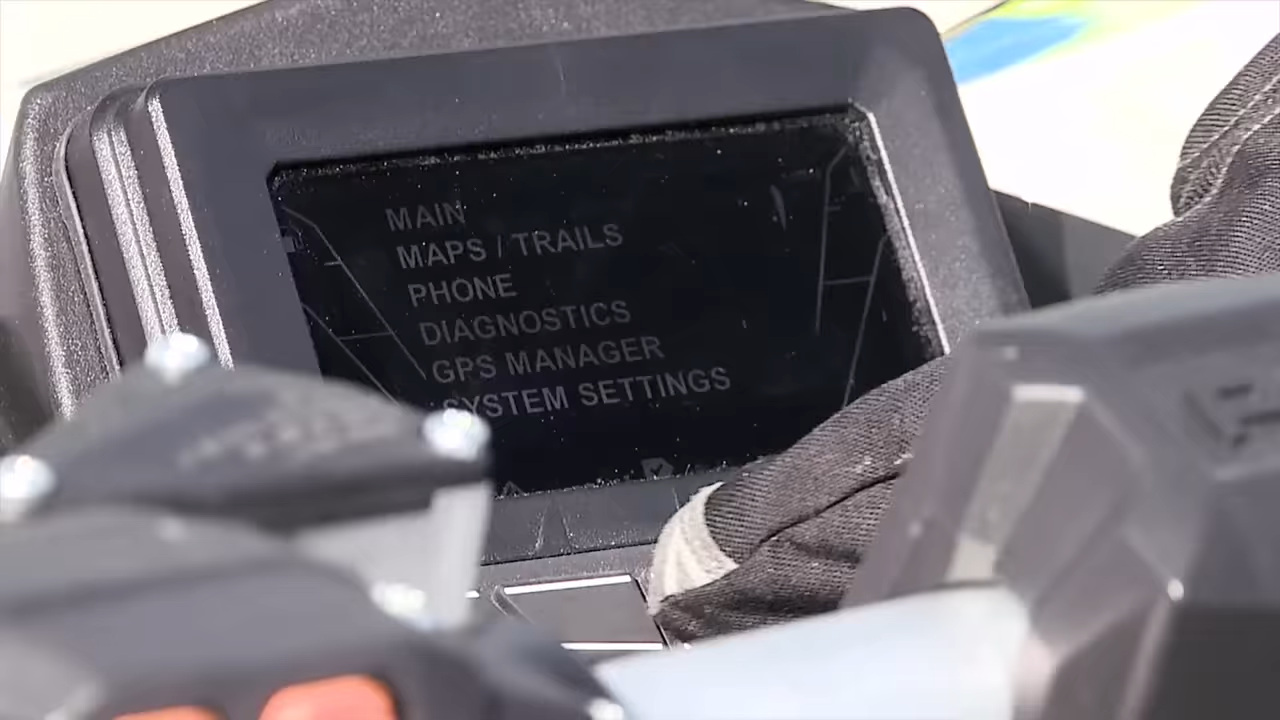 MAIN
MAPS / TRAILS
PHONE
DIAGNOSTICS
GPS MANAGER
SYSTEM SETTINGS